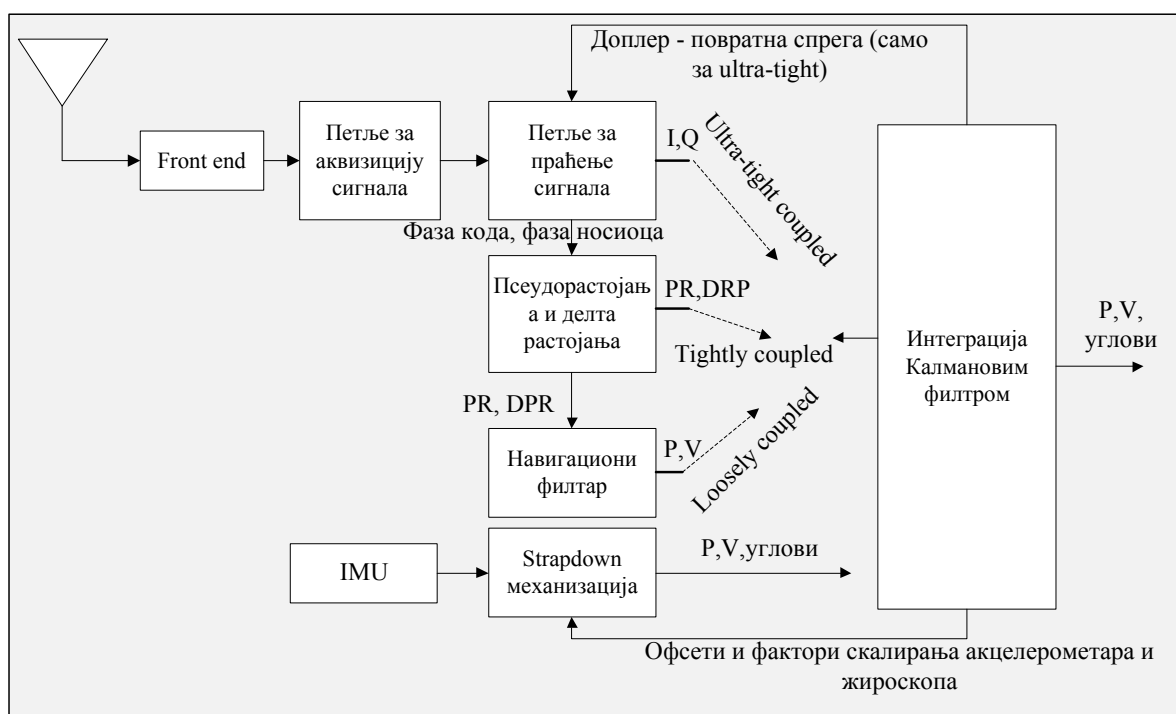 Доплер - повратна спрега (само
за ultra-tight)
Front end
Петље за
аквизицију
сигнала
Петље за
праћење
сигнала
I,Q
Ultra-tight coupled
Фаза кода, фаза носиоца
Псеудорастојањ
а и делта
растојања
PR,DRP
Tightly coupled
Интеграција
Калмановим
филтром
P,V,
углови
PR, DPR
Навигациони
филтар
P,V
Loosely coupled
IMU
Strapdown
механизација
P,V,углови
Офсети и фактори скалирања акцелерометара и
жироскопа